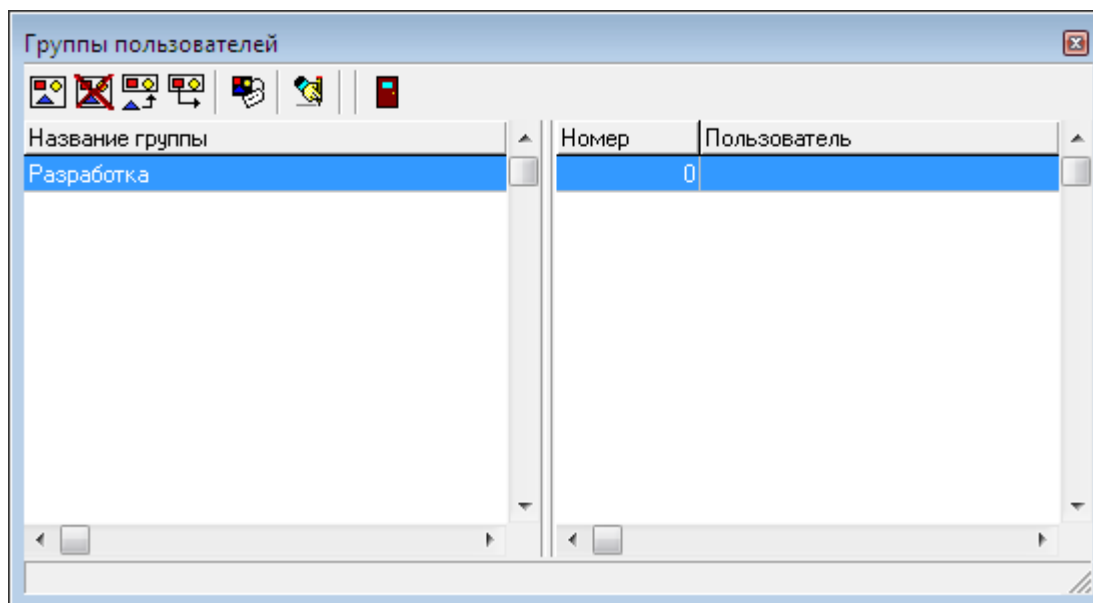 Группы пользователей
Название группы
Номер Пользователь
Разработка
0